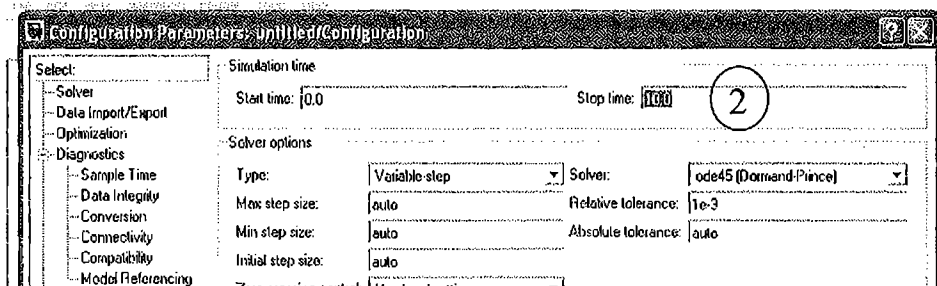 Configuration Parameters: untitled/Configuration
Select:
Solver
Data Import/Export
Optimization
Diagnostics
Sample Time
Data Integrity
Conversion
Connectivity
Compatibility
Model Referencing
Simulation time
Start time: 0.0
Stop time: 10.0
2
Solver options
Type: Variable-step
Solver: ode45 (Dormand-Prince)
Max step size: auto
Relative tolerance: 1e-3
Min step size: auto
Absolute tolerance: auto
Initial step size: auto